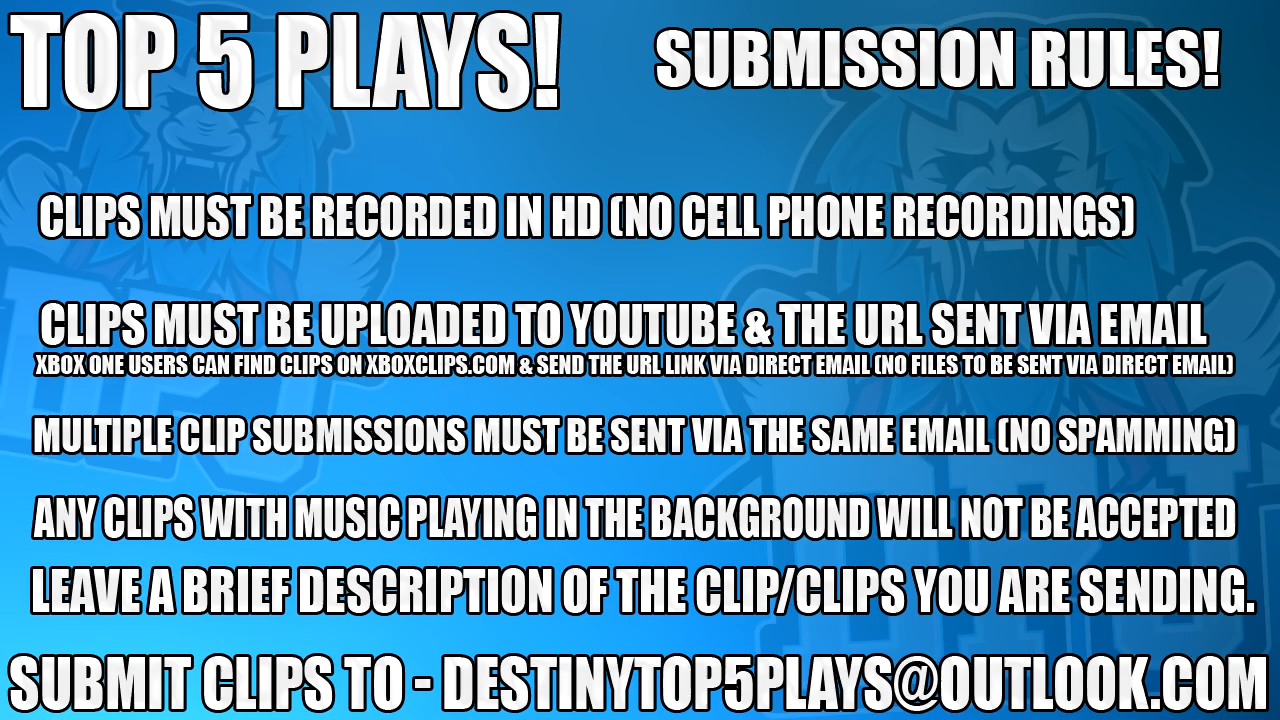 TOP 5 PLAYS!
SUBMISSION RULES!
CLIPS MUST BE RECORDED IN HD (NO CELL PHONE RECORDINGS)
CLIPS MUST BE UPLOADED TO YOUTUBE & THE URL SENT VIA EMAIL
XBOX ONE USERS CAN FIND CLIPS ON XBOXCLIPS.COM & SEND THE URL LINK VIA DIRECT EMAIL (NO FILES TO BE SENT VIA DIRECT EMAIL)
MULTIPLE CLIP SUBMISSIONS MUST BE SENT VIA THE SAME EMAIL (NO SPAMMING)
ANY CLIPS WITH MUSIC PLAYING IN THE BACKGROUND WILL NOT BE ACCEPTED
LEAVE A BRIEF DESCRIPTION OF THE CLIP/CLIPS YOU ARE SENDING.
SUBMIT CLIPS TO - DESTINYTOP5PLAYS@OUTLOOK.COM